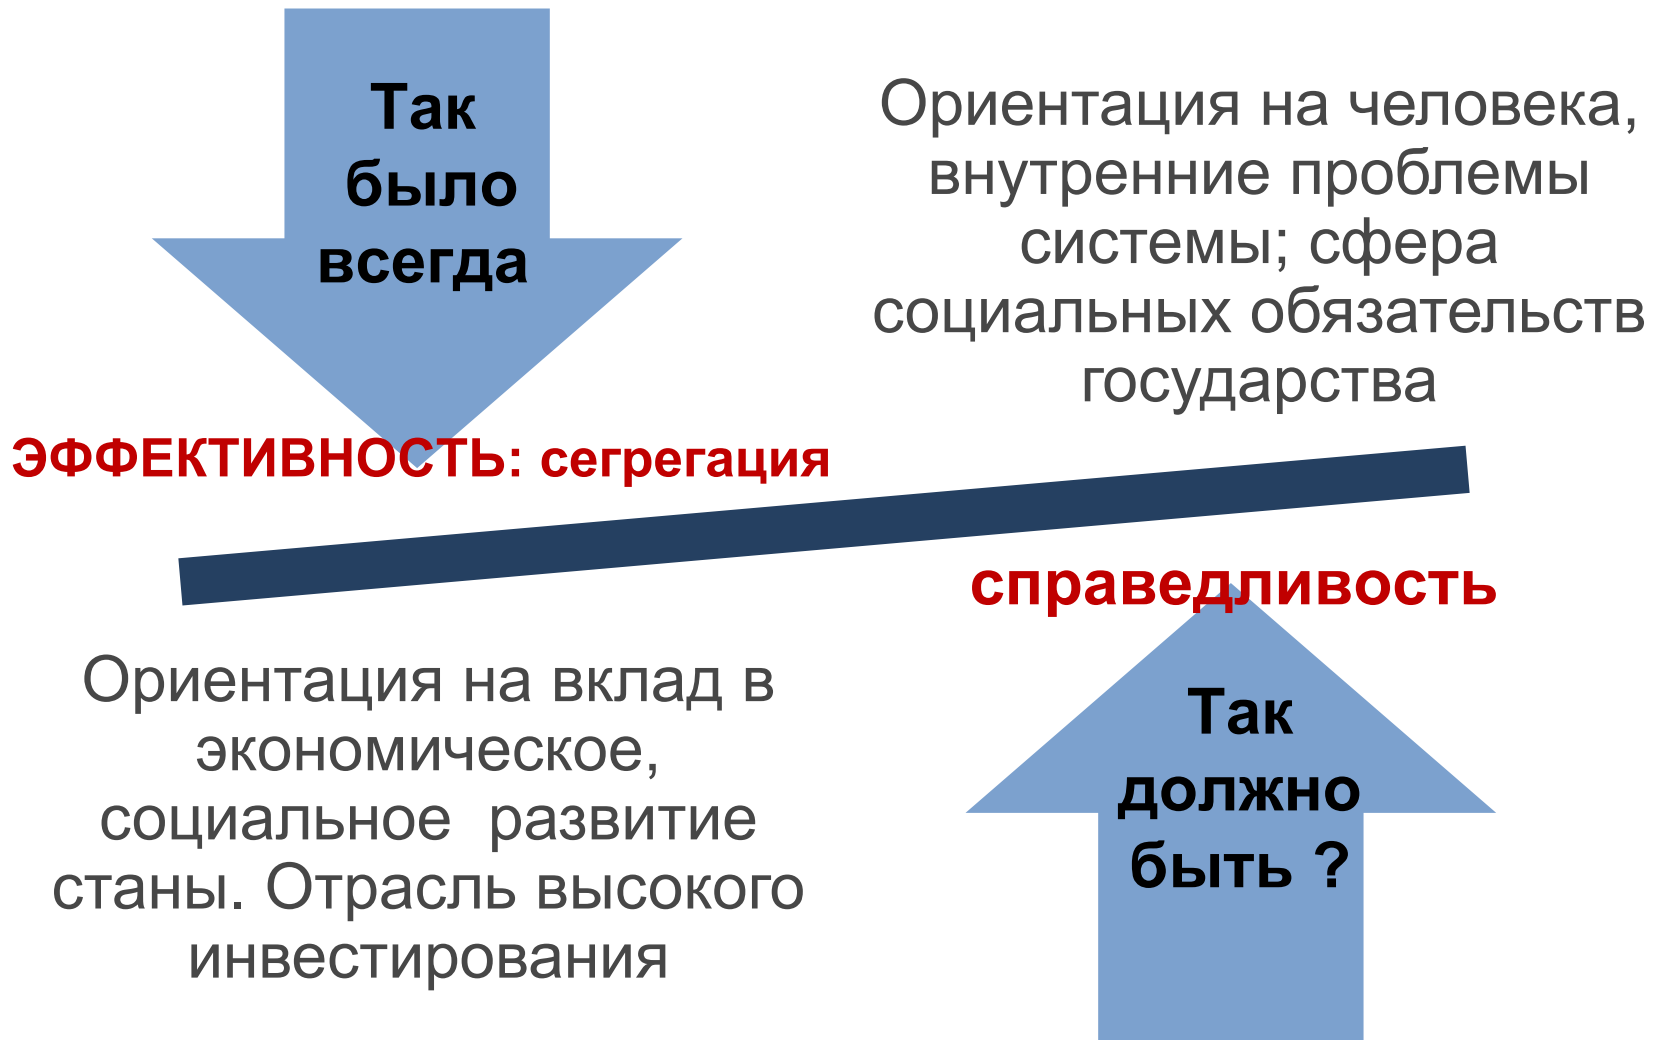 Так
было
всегда
Ориентация на человека,
внутренние проблемы
системы; сфера
социальных обязательств
государства
ЭФФЕКТИВНОСТЬ: сегрегация
справедливость
Ориентация на вклад в
экономическое,
социальное развитие
станы. Отрасль высокого
инвестирования
Так
должно
быть ?